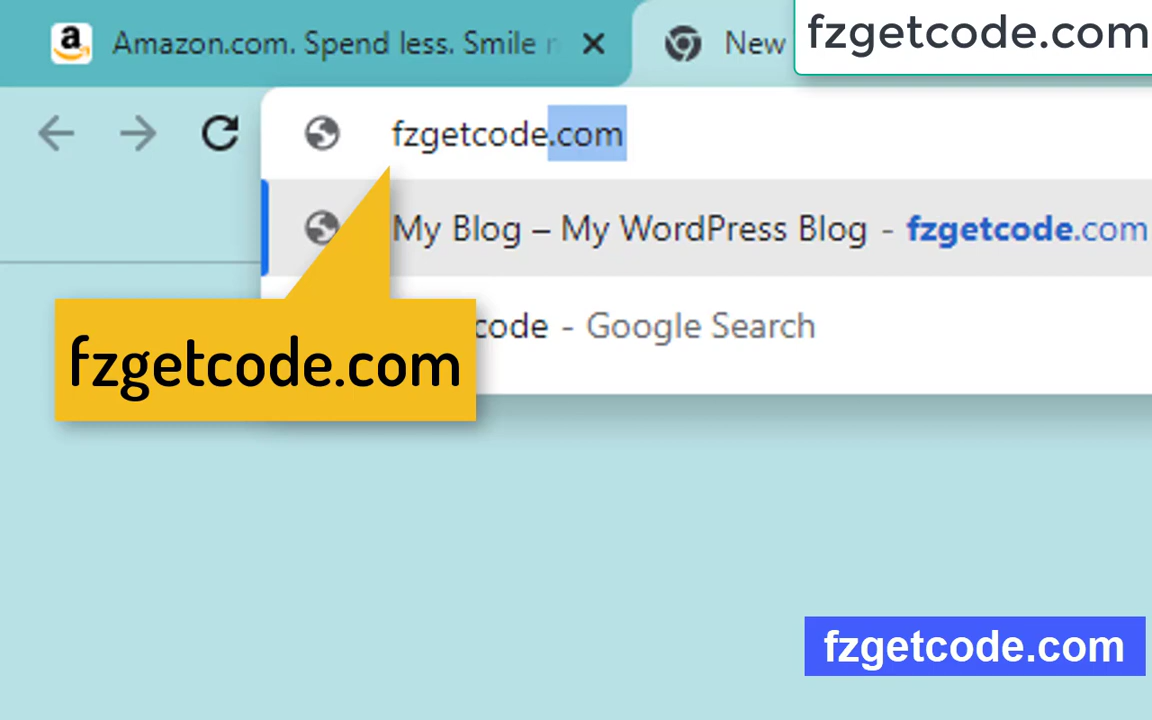 Amazon.com. Spend less. Smile
New
fzgetcode.com
fzgetcode.com
My Blog – My WordPress Blog - fzgetcode.com
code - Google Search
fzgetcode.com
fzgetcode.com